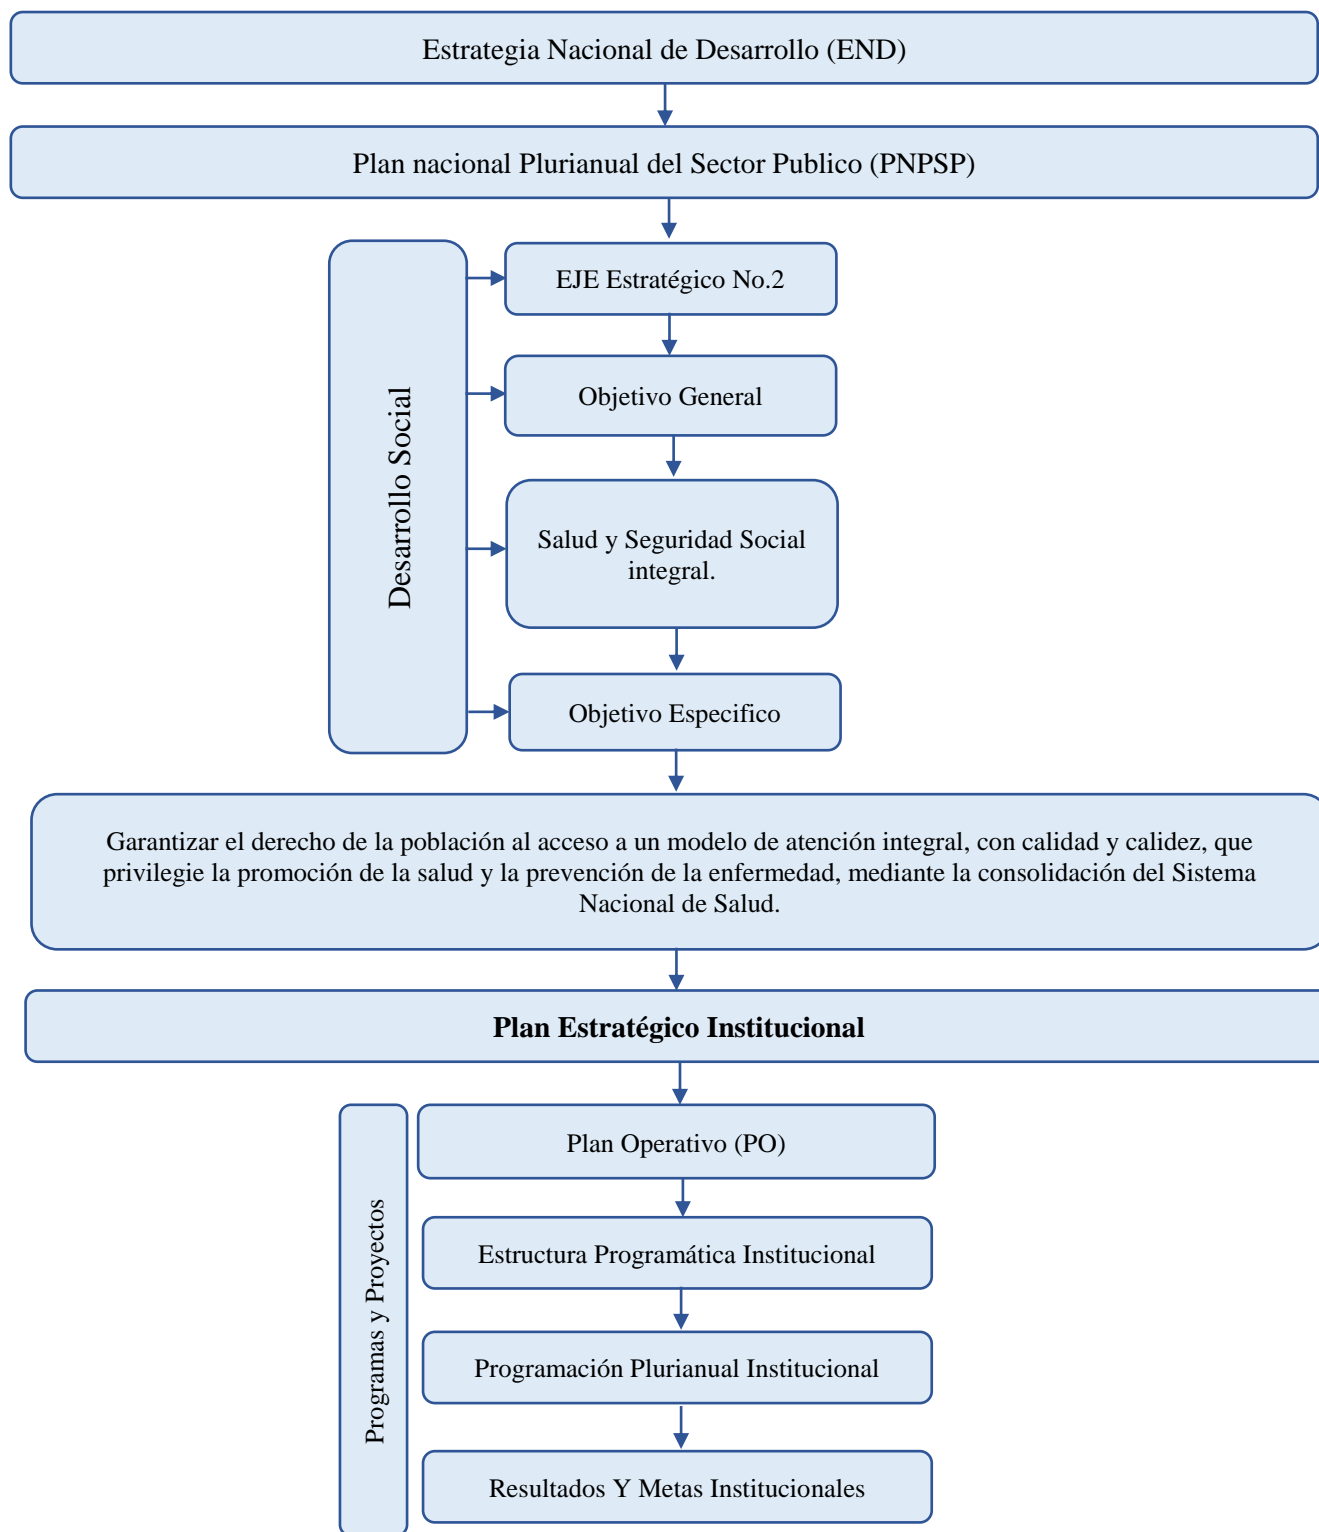 Estrategia Nacional de Desarrollo (END)
Plan nacional Plurianual del Sector Publico (PNPSP)
Desarrollo Social
EJE Estratégico No.2
Objetivo General
Salud y Seguridad Social
integral.
Objetivo Especifico
Garantizar el derecho de la población al acceso a un modelo de atención integral, con calidad y calidez, que
privilegie la promoción de la salud y la prevención de la enfermedad, mediante la consolidación del Sistema
Nacional de Salud.
Plan Estratégico Institucional
Programas y Proyectos
Plan Operativo (PO)
Estructura Programática Institucional
Programación Plurianual Institucional
Resultados Y Metas Institucionales